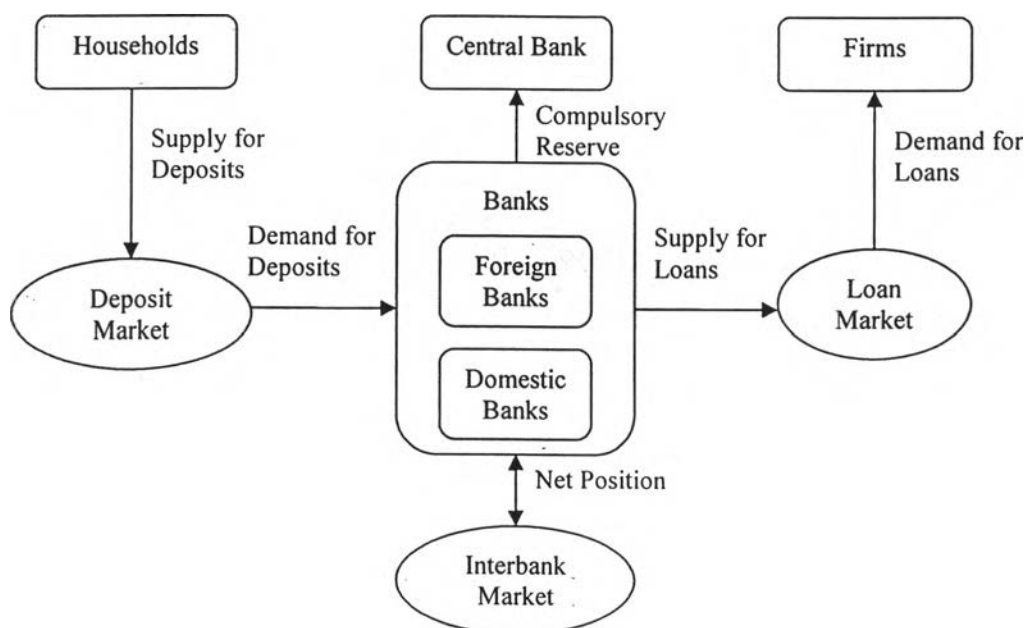 Households
Central Bank
Firms
Supply for
Deposits
Compulsory
Reserve
Demand for
Loans
Banks
Demand for
Deposits
Foreign
Banks
Supply for
Loans
Deposit
Market
Loan
Market
Domestic
Banks
Net Position
Interbank
Market